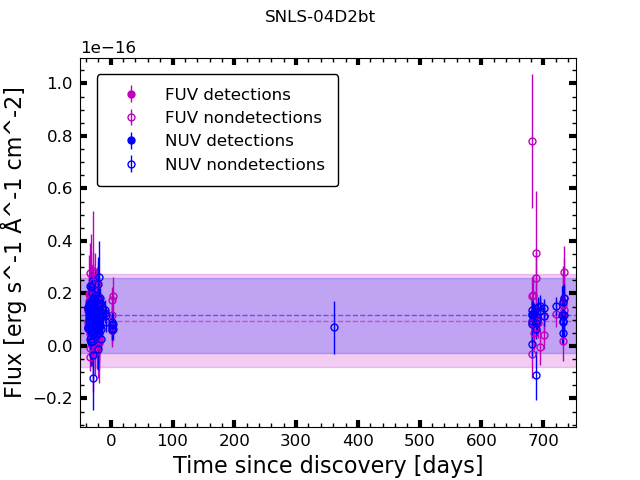 SNLS-04D2bt
1e−16
FUV detections
FUV nondetections
NUV detections
NUV nondetections
1.0
0.8
0.6
0.4
0.2
0.0
−0.2
Flux [erg s^-1 Å^-1 cm^-2]
0 100 200 300 400 500 600 700
Time since discovery [days]